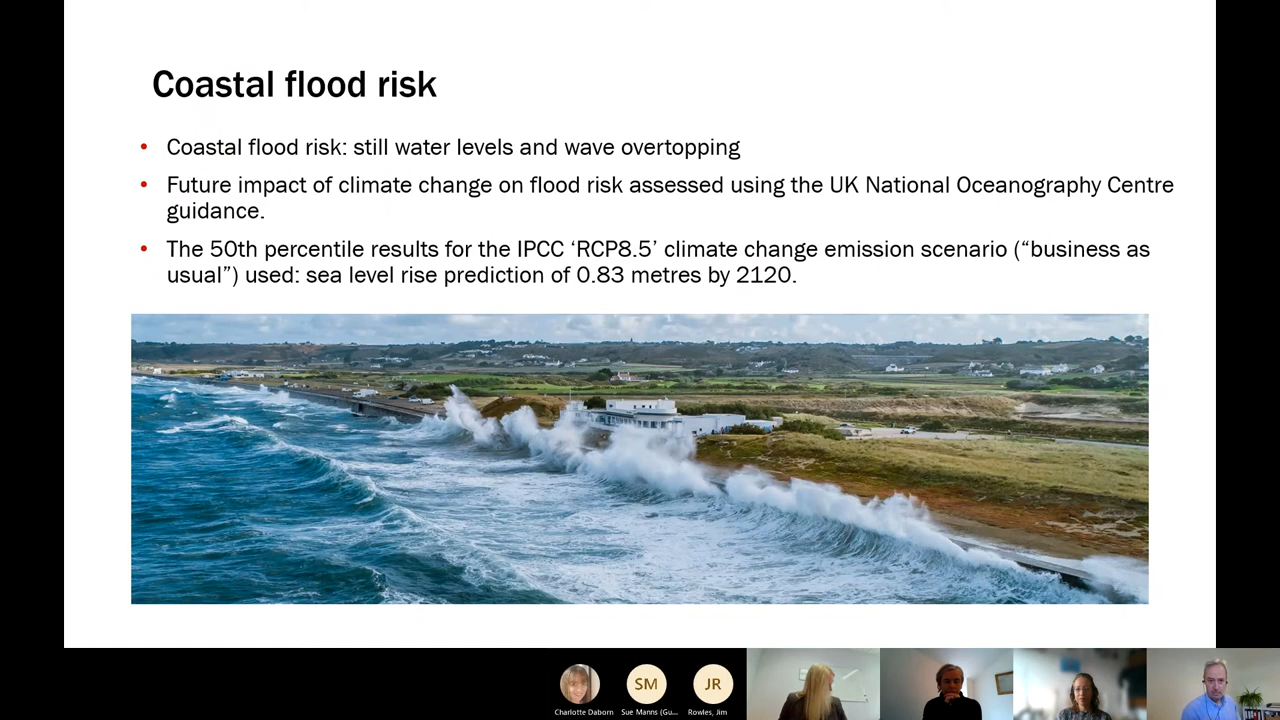 Coastal flood risk
• Coastal flood risk: still water levels and wave overtopping
• Future impact of climate change on flood risk assessed using the UK National Oceanography Centre
guidance.
• The 50th percentile results for the IPCC ‘RCP8.5’ climate change emission scenario (“business as
usual”) used: sea level rise prediction of 0.83 metres by 2120.
SM
JR
Charlotte Daborn
Sue Manns (Gu...
Rowles, Jim